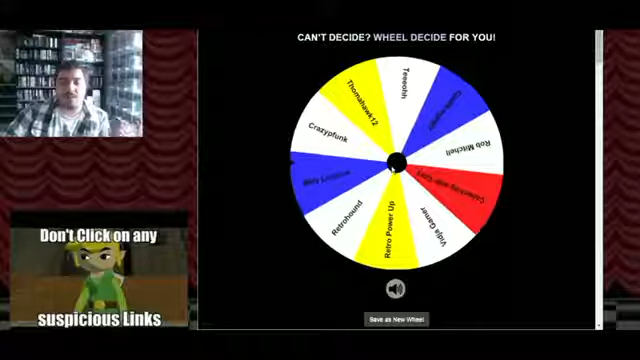 CAN'T DECIDE? WHEEL DECIDE FOR YOU!
Teeeohh
Thomahawk12
Rob Mitchell
Crazypfunk
Retrohound
Retro Power Up
Vidja Gamer
Don't Click on any
suspicious Links
Save as New Wheel